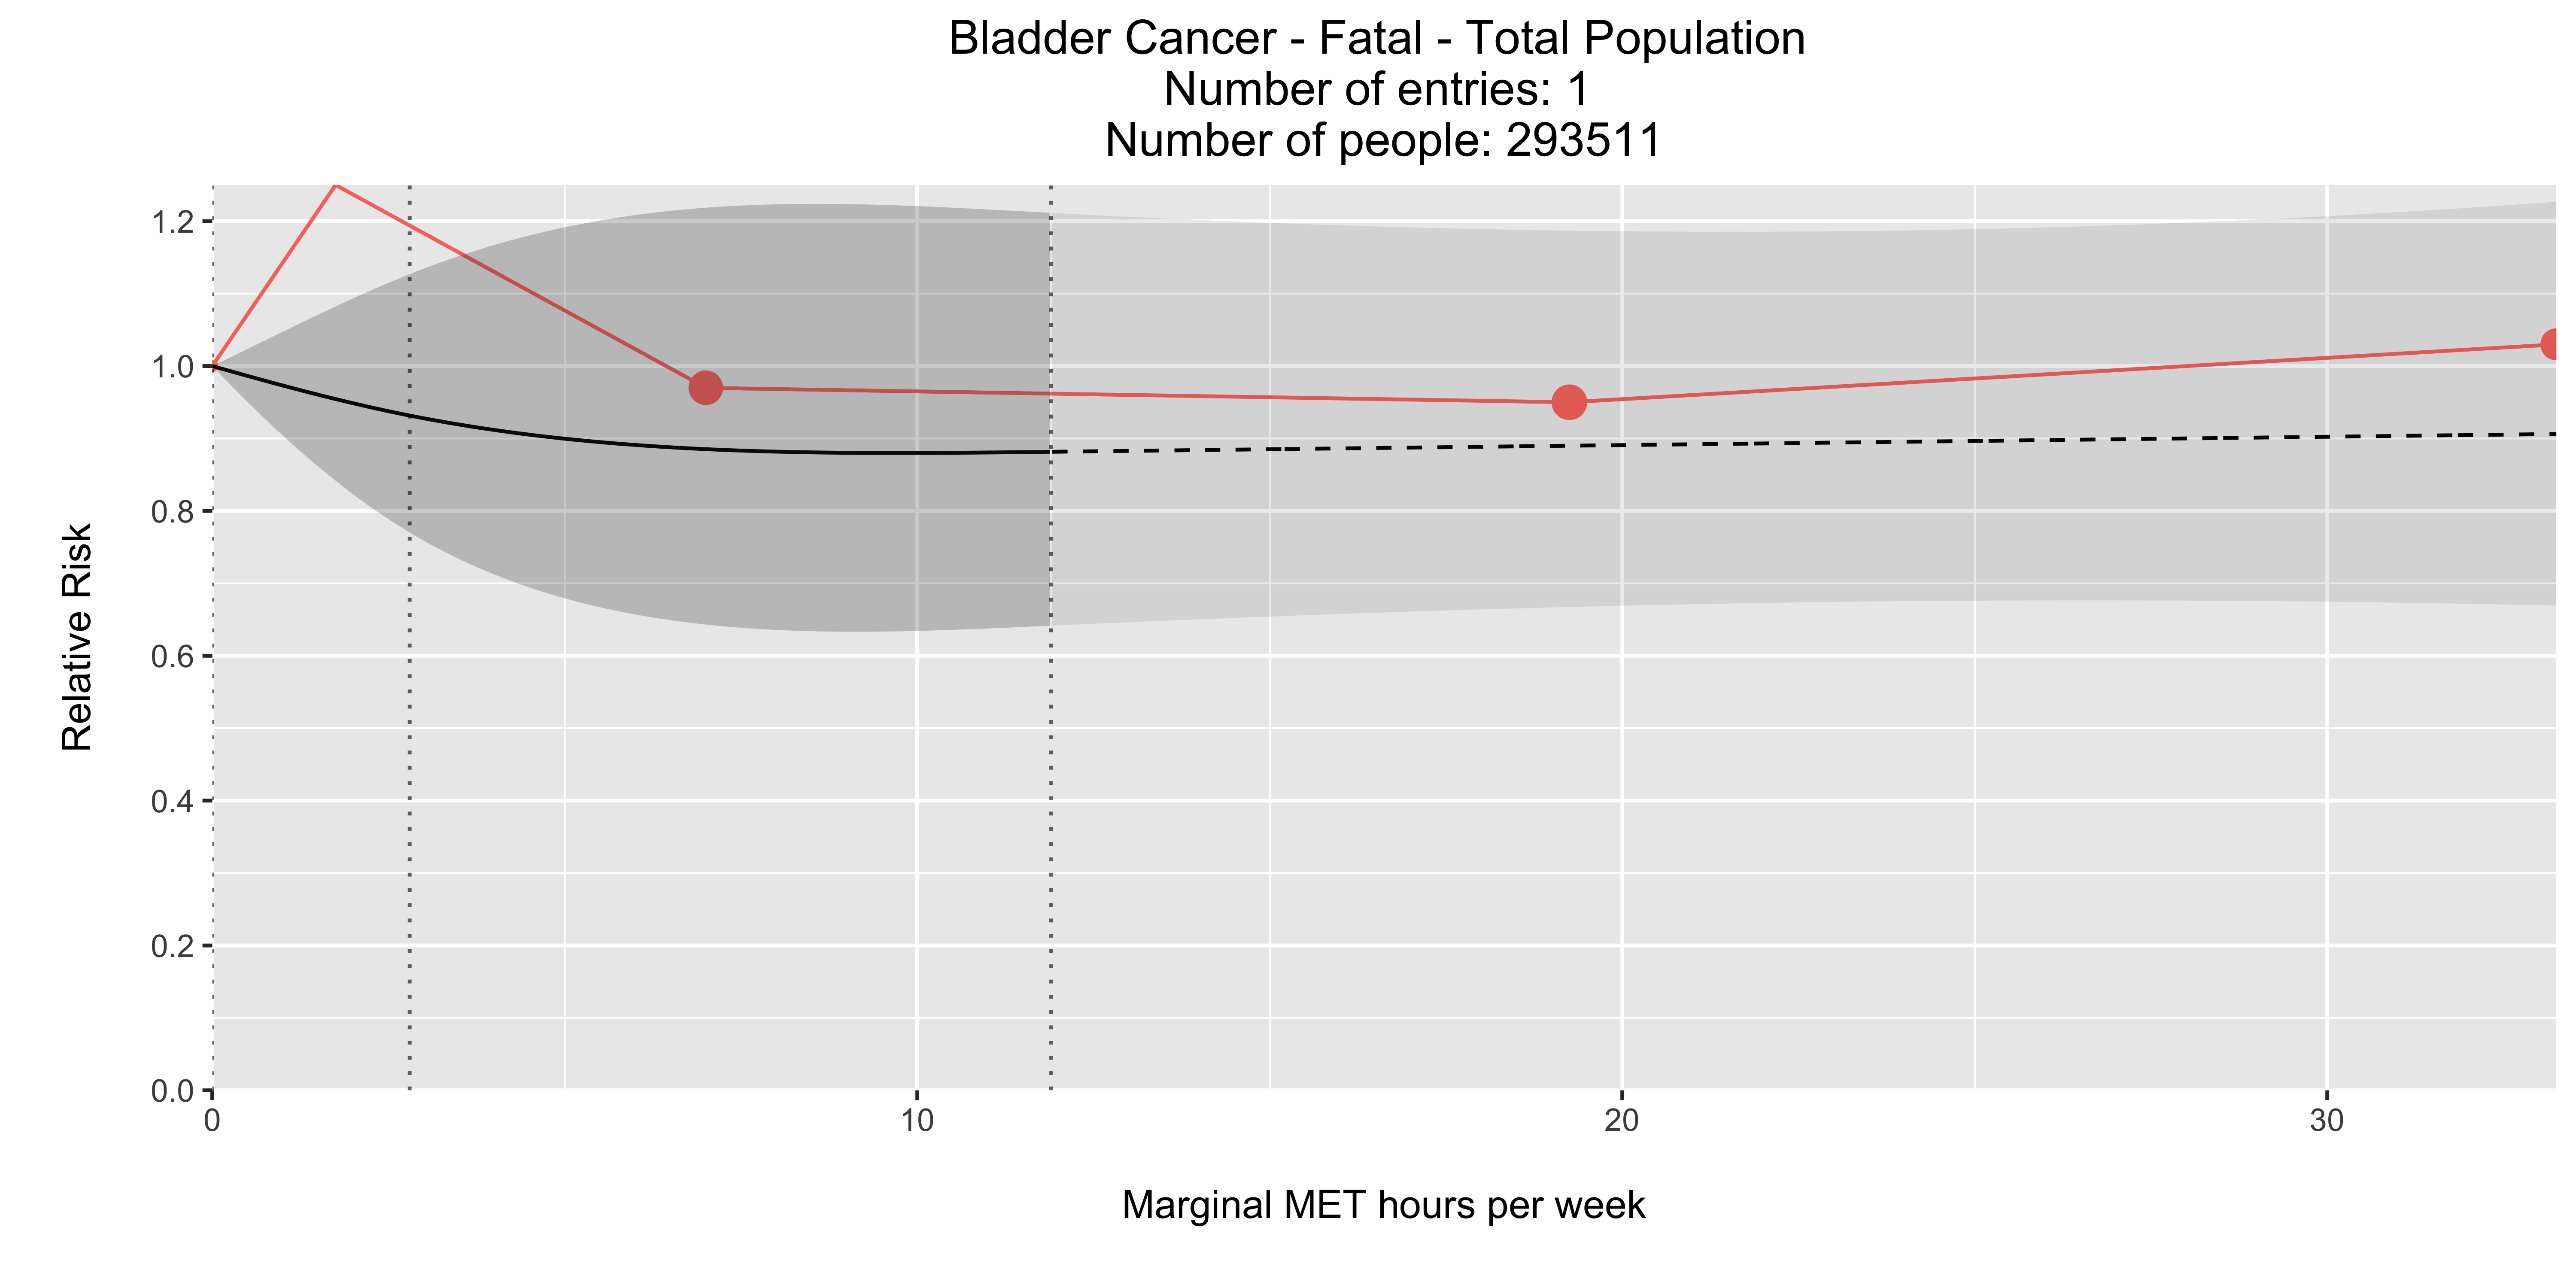 Bladder Cancer - Fatal - Total Population
Number of entries: 1
Number of people: 293511
1.2
1.0
0.8
0.6
0.4
0.2
0.0
Relative Risk
0
10
20
30
Marginal MET hours per week